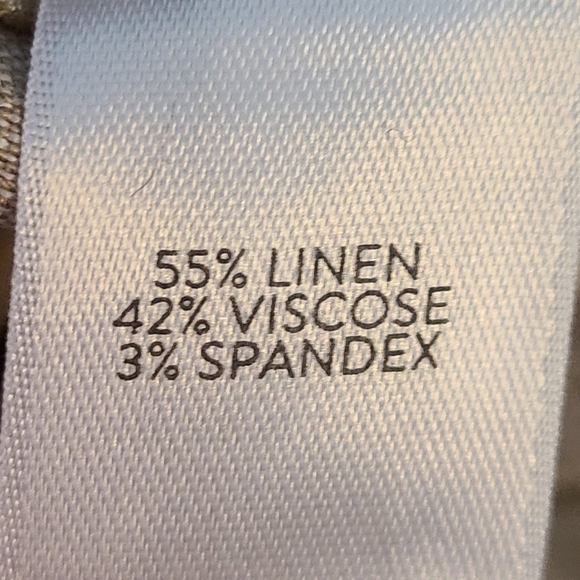 55% LINEN
42% VISCOSE
3% SPANDEX